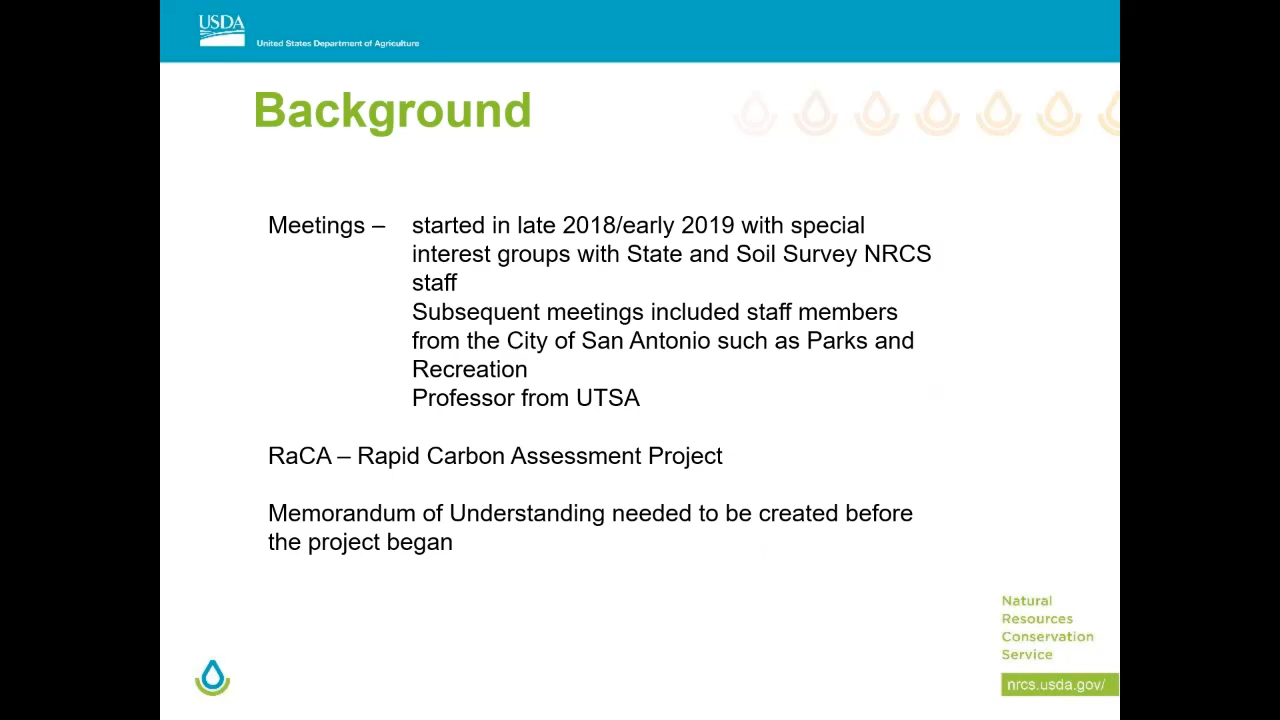 USDA
United States Department of Agriculture
Background
Meetings – started in late 2018/early 2019 with special
interest groups with State and Soil Survey NRCS
staff
Subsequent meetings included staff members
from the City of San Antonio such as Parks and
Recreation
Professor from UTSA
RaCA – Rapid Carbon Assessment Project
Memorandum of Understanding needed to be created before
the project began
Natural
Resources
Conservation
Service
nrcs.usda.gov/